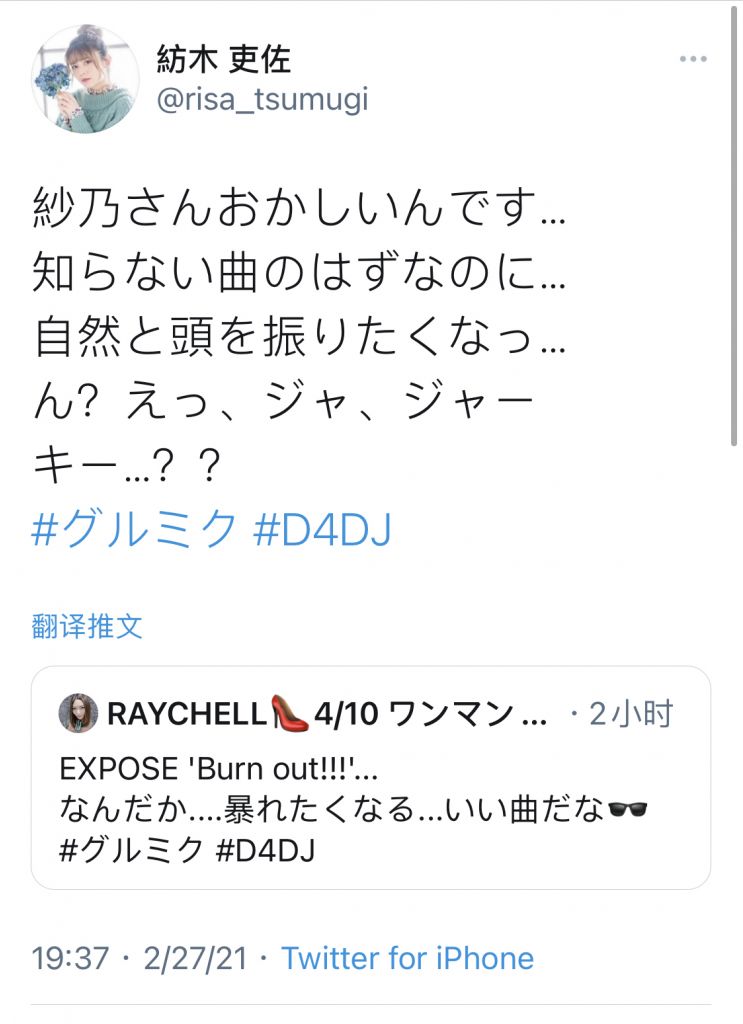 紡木 吏佐
@risa_tsumugi
紗乃さんおかしいんです...
知らない曲のはずなのに...
自然と頭を振りたくなっ...
ん？えっ、ジャ、ジャー
キー...？？
#グルミク #D4DJ
翻译推文
RAYCHELL👠4/10 ワンマン... · 2小时
EXPOSE 'Burn out!!!'...
なんだか....暴れたくなる...いい曲だな🕶
#グルミク #D4DJ
19:37 · 2/27/21 · Twitter for iPhone